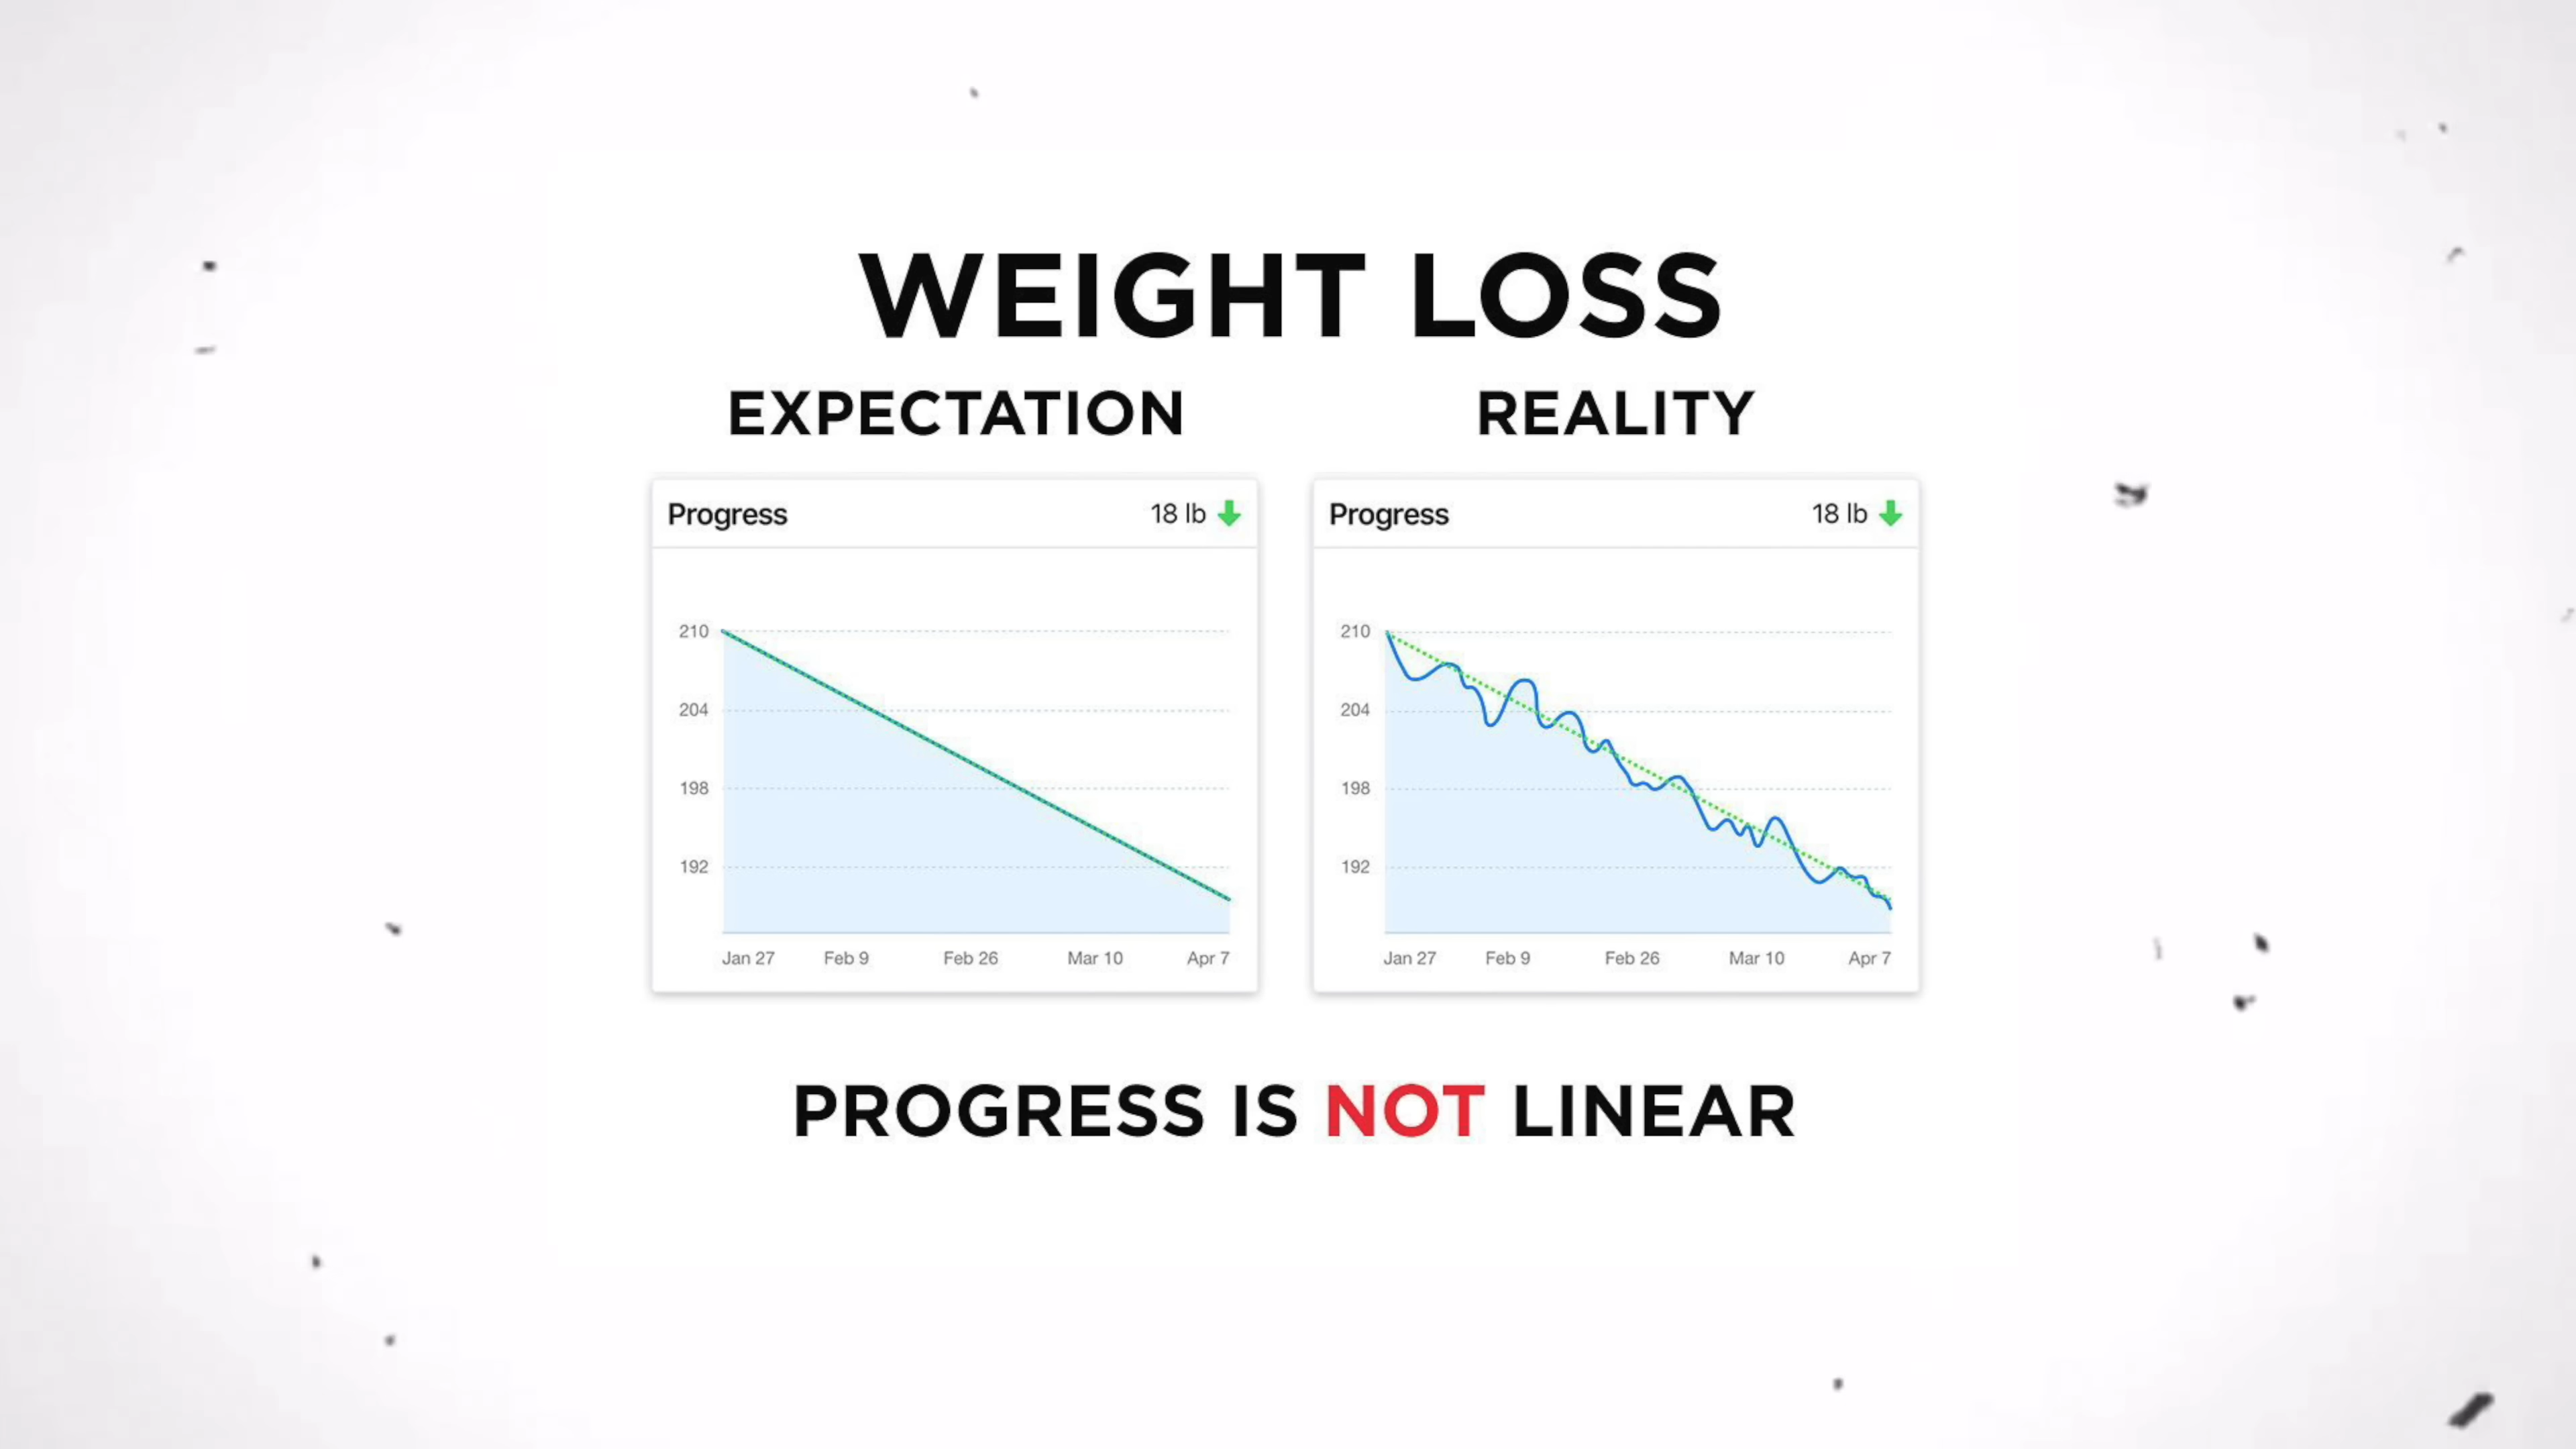 WEIGHT LOSS
EXPECTATION
Progress 18 lb
210
204
198
192
Jan 27 Feb 9 Feb 26 Mar 10 Apr 7
REALITY
Progress 18 lb
210
204
198
192
Jan 27 Feb 9 Feb 26 Mar 10 Apr 7
PROGRESS IS NOT LINEAR